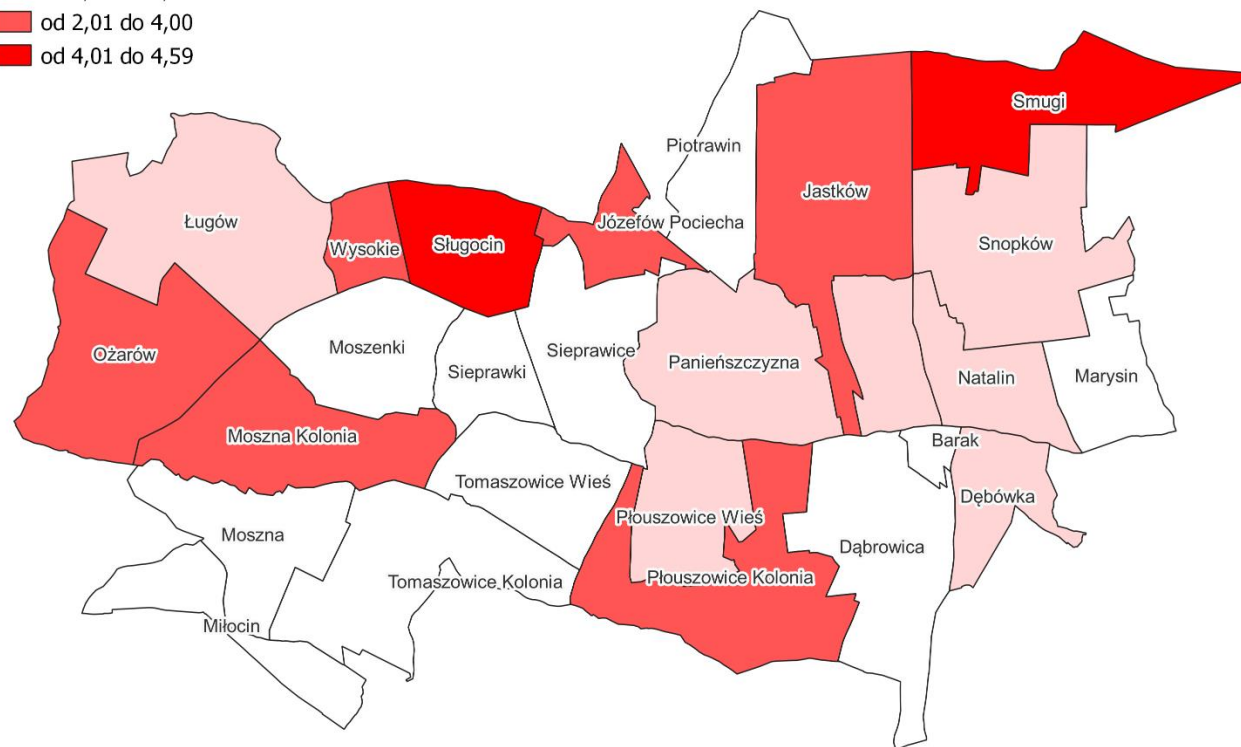 od 2,01 do 4,00
od 4,01 do 4,59
Smugi
Piotrawin
Jastków
Ługów
Józefów Pociecha
Wysokie
Sługocin
Snopków
Ożarów
Moszenki
Sieprawice
Sieprawki
Panieńszczyzna
Natalin
Marysin
Moszna Kolonia
Barak
Tomaszowice Wieś
Dębówka
Płouszowice Wieś
Moszna
Dąbrowica
Tomaszowice Kolonia
Płouszowice Kolonia
Miłocin